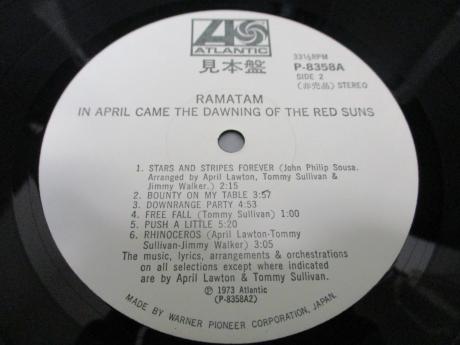 ATLANTIC
見本盤
33⅓RPM
P-8358A
SIDE 2
(非売品) STEREO
RAMATAM
IN APRIL CAME THE DAWNING OF THE RED SUNS
1. STARS AND STRIPES FOREVER (John Philip Sousa.
Arranged by April Lawton, Tommy Sullivan &
Jimmy Walker.) 2:15
2. BOUNTY ON MY TABLE 3:57
3. DOWNRANGE PARTY 4:53
4. FREE FALL (Tommy Sullivan) 1:00
5. PUSH A LITTLE 5:20
6. RHINOCEROS (April Lawton-Tommy
Sullivan-Jimmy Walker) 3:05
The music, lyrics, arrangements & orchestrations
on all selections except where indicated
are by April Lawton & Tommy Sullivan.
℗ 1973 Atlantic
(P-8358A2)
MADE BY WARNER PIONEER CORPORATION, JAPAN.